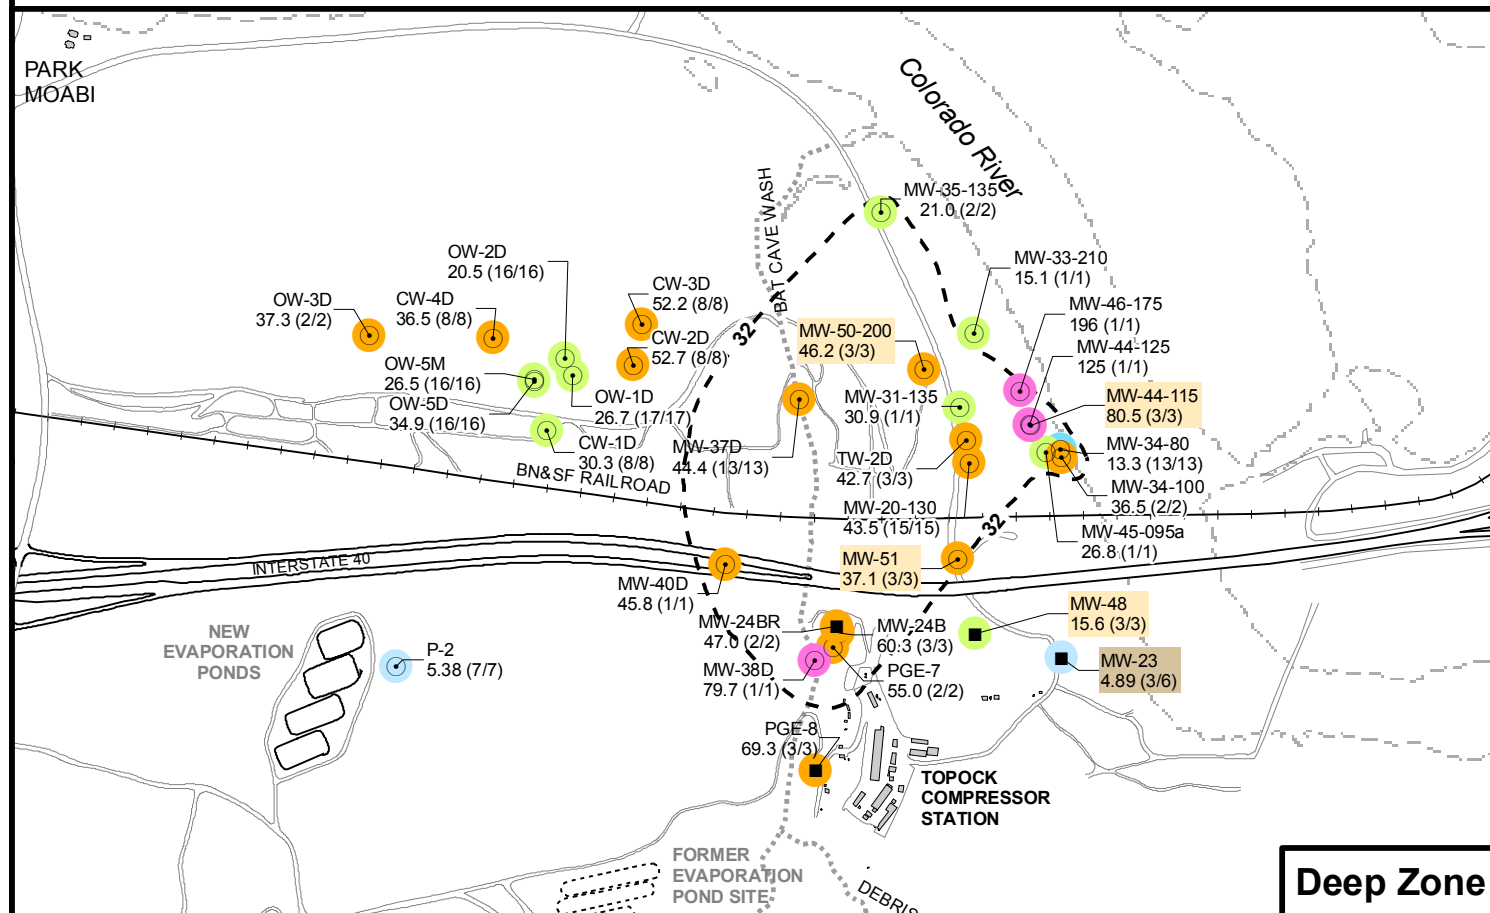 PARK
MOABI
Colorado River
BAT CAVE WASH
MW-35-135
21.0 (2/2)
OW-2D
20.5 (16/16)
MW-33-210
15.1 (1/1)
CW-3D
52.2 (8/8)
OW-3D
37.3 (2/2)
CW-4D
36.5 (8/8)
MW-46-175
196 (1/1)
32
MW-50-200
46.2 (3/3)
CW-2D
52.7 (8/8)
MW-44-125
125 (1/1)
OW-5M
26.5 (16/16)
OW-5D
34.9 (16/16)
OW-1D
26.7 (17/17)
MW-31-135
30.9 (1/1)
MW-44-115
80.5 (3/3)
CW-1D
30.3 (8/8)
MW-37D
44.4 (13/13)
TW-2D
42.7 (3/3)
MW-34-80
13.3 (13/13)
BN&SF RAILROAD
MW-34-100
36.5 (2/2)
MW-20-130
43.5 (15/15)
32
MW-45-095a
26.8 (1/1)
INTERSTATE 40
MW-51
37.1 (3/3)
MW-40D
45.8 (1/1)
MW-48
15.6 (3/3)
MW-24BR
47.0 (2/2)
MW-24B
60.3 (3/3)
NEW
EVAPORATION
PONDS
P-2
5.38 (7/7)
MW-38D
79.7 (1/1)
PGE-7
55.0 (2/2)
MW-23
4.89 (3/6)
PGE-8
69.3 (3/3)
TOPOCK
COMPRESSOR
STATION
FORMER
EVAPORATION
POND SITE
DEBRIS
Deep Zone